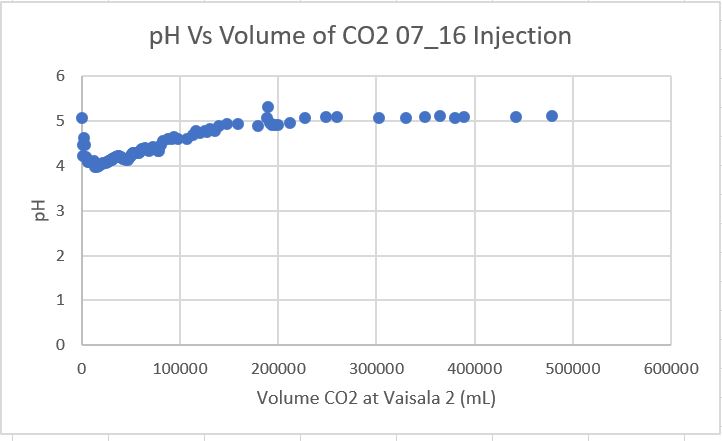 pH Vs Volume of CO2 07_16 Injection
6
5
4
3
2
1
0
pH
0 100000 200000 300000 400000 500000 600000
Volume CO2 at Vaisala 2 (mL)